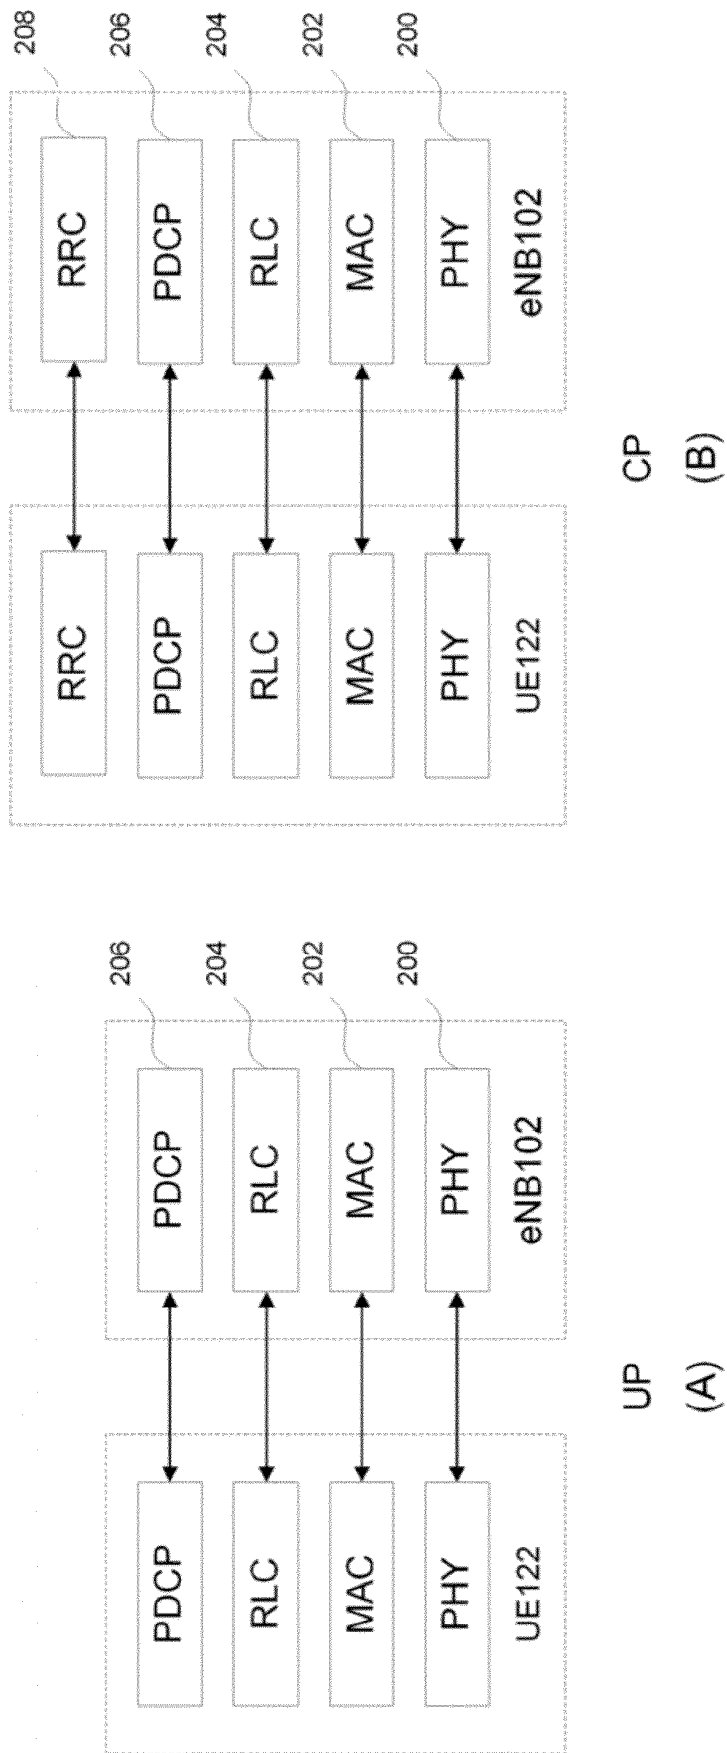 PDCP PDCP 206
RLC RLC 204
MAC MAC 202
PHY PHY 200
UE122 eNB102
UP
(A)
RRC RRC 208
PDCP PDCP 206
RLC RLC 204
MAC MAC 202
PHY PHY 200
UE122 eNB102
CP
(B)